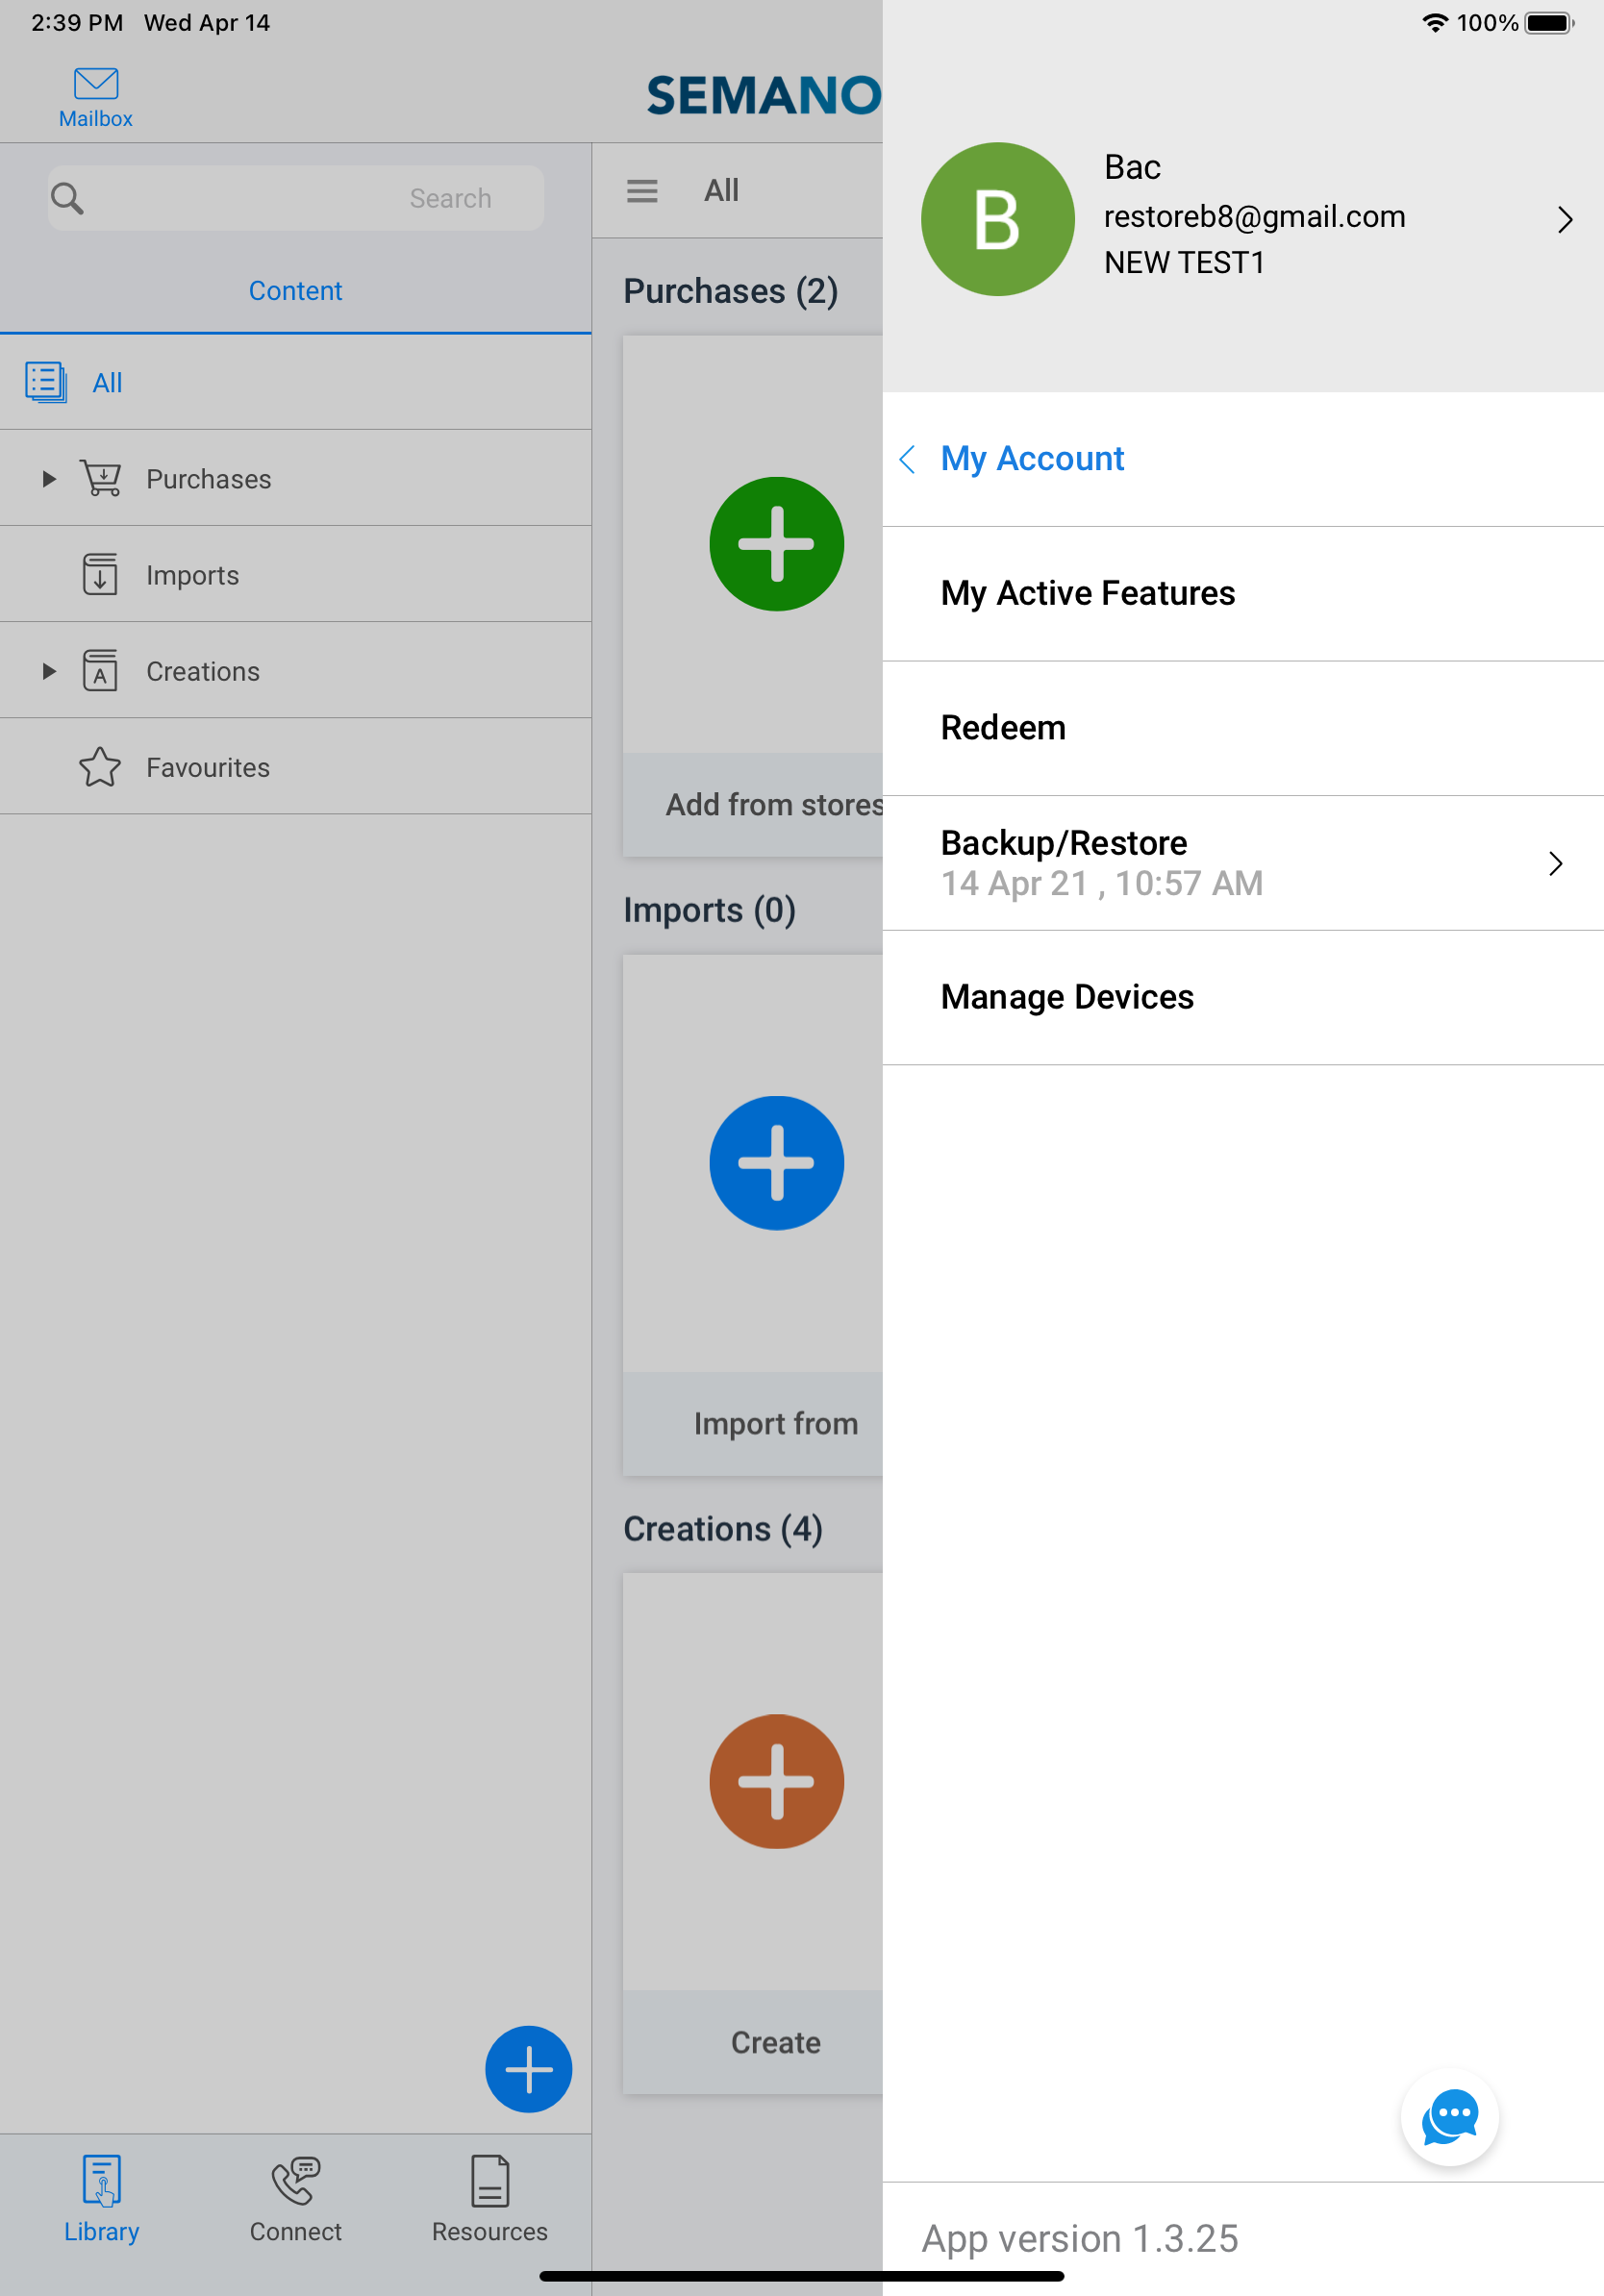 2:39 PM Wed Apr 14
100%
Mailbox
SEMANO
Search
Content
All
Purchases
Imports
Creations
Favourites
Library
Connect
Resources
All
Purchases (2)
Add from stores
Imports (0)
Import from
Creations (4)
Create
B
Bac
restoreb8@gmail.com
NEW TEST1
My Account
My Active Features
Redeem
Backup/Restore
14 Apr 21 , 10:57 AM
Manage Devices
App version 1.3.25